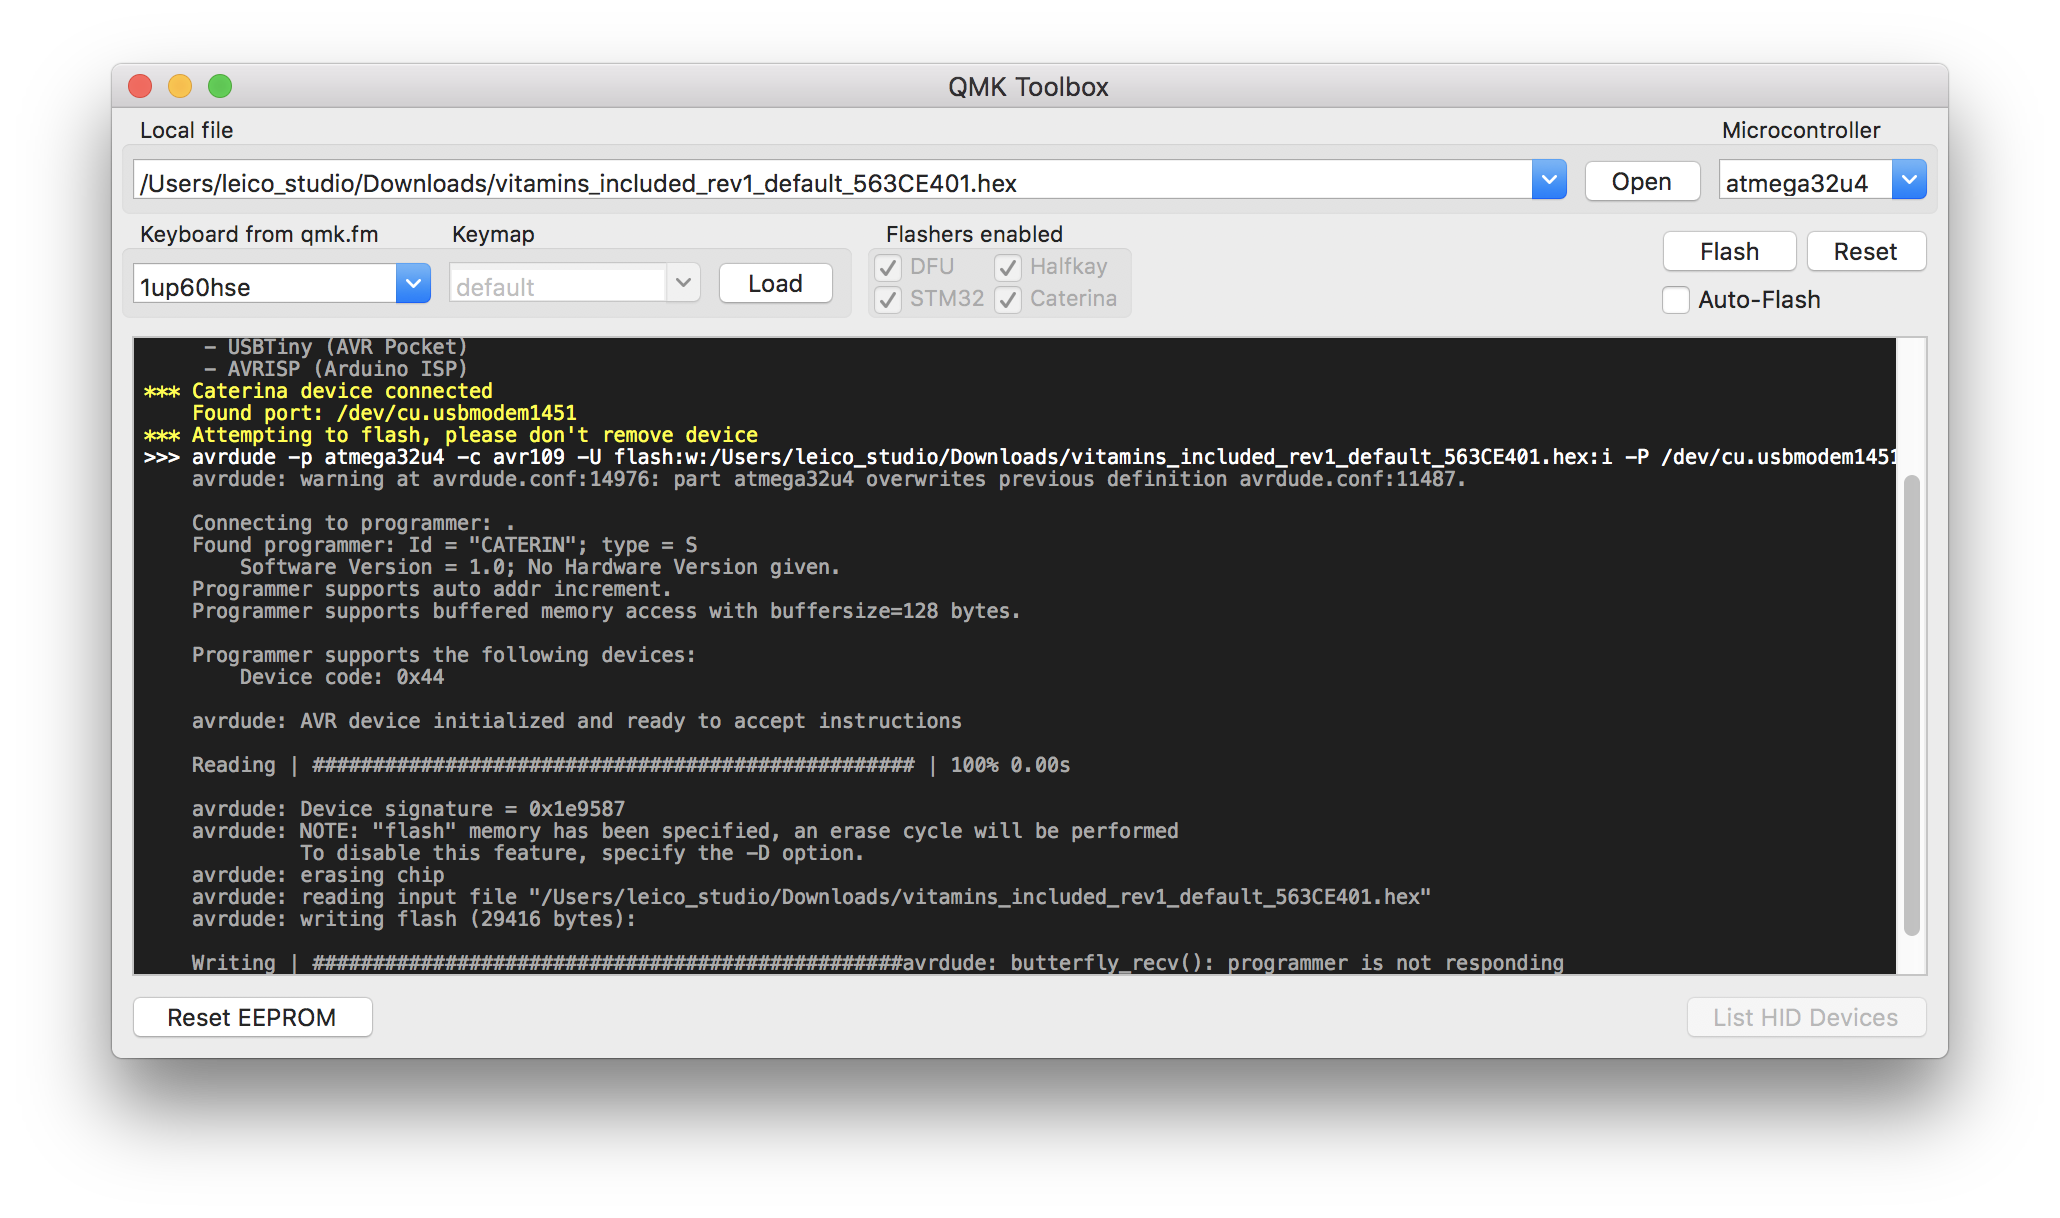 QMK Toolbox
Local file
Microcontroller
/Users/leico_studio/Downloads/vitamins_included_rev1_default_563CE401.hex
Open
atmega32u4
Keyboard from qmk.fm
Keymap
Flashers enabled
1up60hse
default
Load
DFU
Halfkay
STM32
Caterina
Flash
Reset
Auto-Flash
- USBTiny (AVR Pocket)
- AVRISP (Arduino ISP)
*** Caterina device connected
Found port: /dev/cu.usbmodem1451
*** Attempting to flash, please don't remove device
>>> avrdude -p atmega32u4 -c avr109 -U flash:w:/Users/leico_studio/Downloads/vitamins_included_rev1_default_563CE401.hex:i -P /dev/cu.usbmodem1451
avrdude: warning at avrdude.conf:14976: part atmega32u4 overwrites previous definition avrdude.conf:11487.
Connecting to programmer: .
Found programmer: Id = "CATERIN"; type = S
Software Version = 1.0; No Hardware Version given.
Programmer supports auto addr increment.
Programmer supports buffered memory access with buffersize=128 bytes.
Programmer supports the following devices:
Device code: 0x44
avrdude: AVR device initialized and ready to accept instructions
Reading | ################################################## | 100% 0.00s
avrdude: Device signature = 0x1e9587
avrdude: NOTE: "flash" memory has been specified, an erase cycle will be performed
To disable this feature, specify the -D option.
avrdude: erasing chip
avrdude: reading input file "/Users/leico_studio/Downloads/vitamins_included_rev1_default_563CE401.hex"
avrdude: writing flash (29416 bytes):
Writing | #################################################avrdude: butterfly_recv(): programmer is not responding
Reset EEPROM
List HID Devices